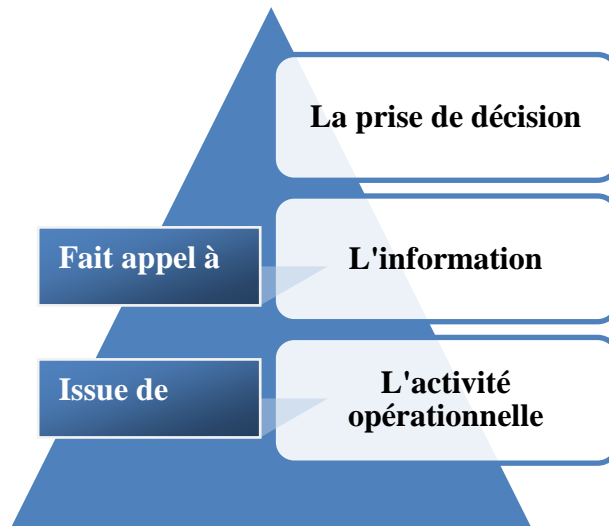 La prise de décision
Fait appel à
L'information
Issue de
L'activité
opérationnelle